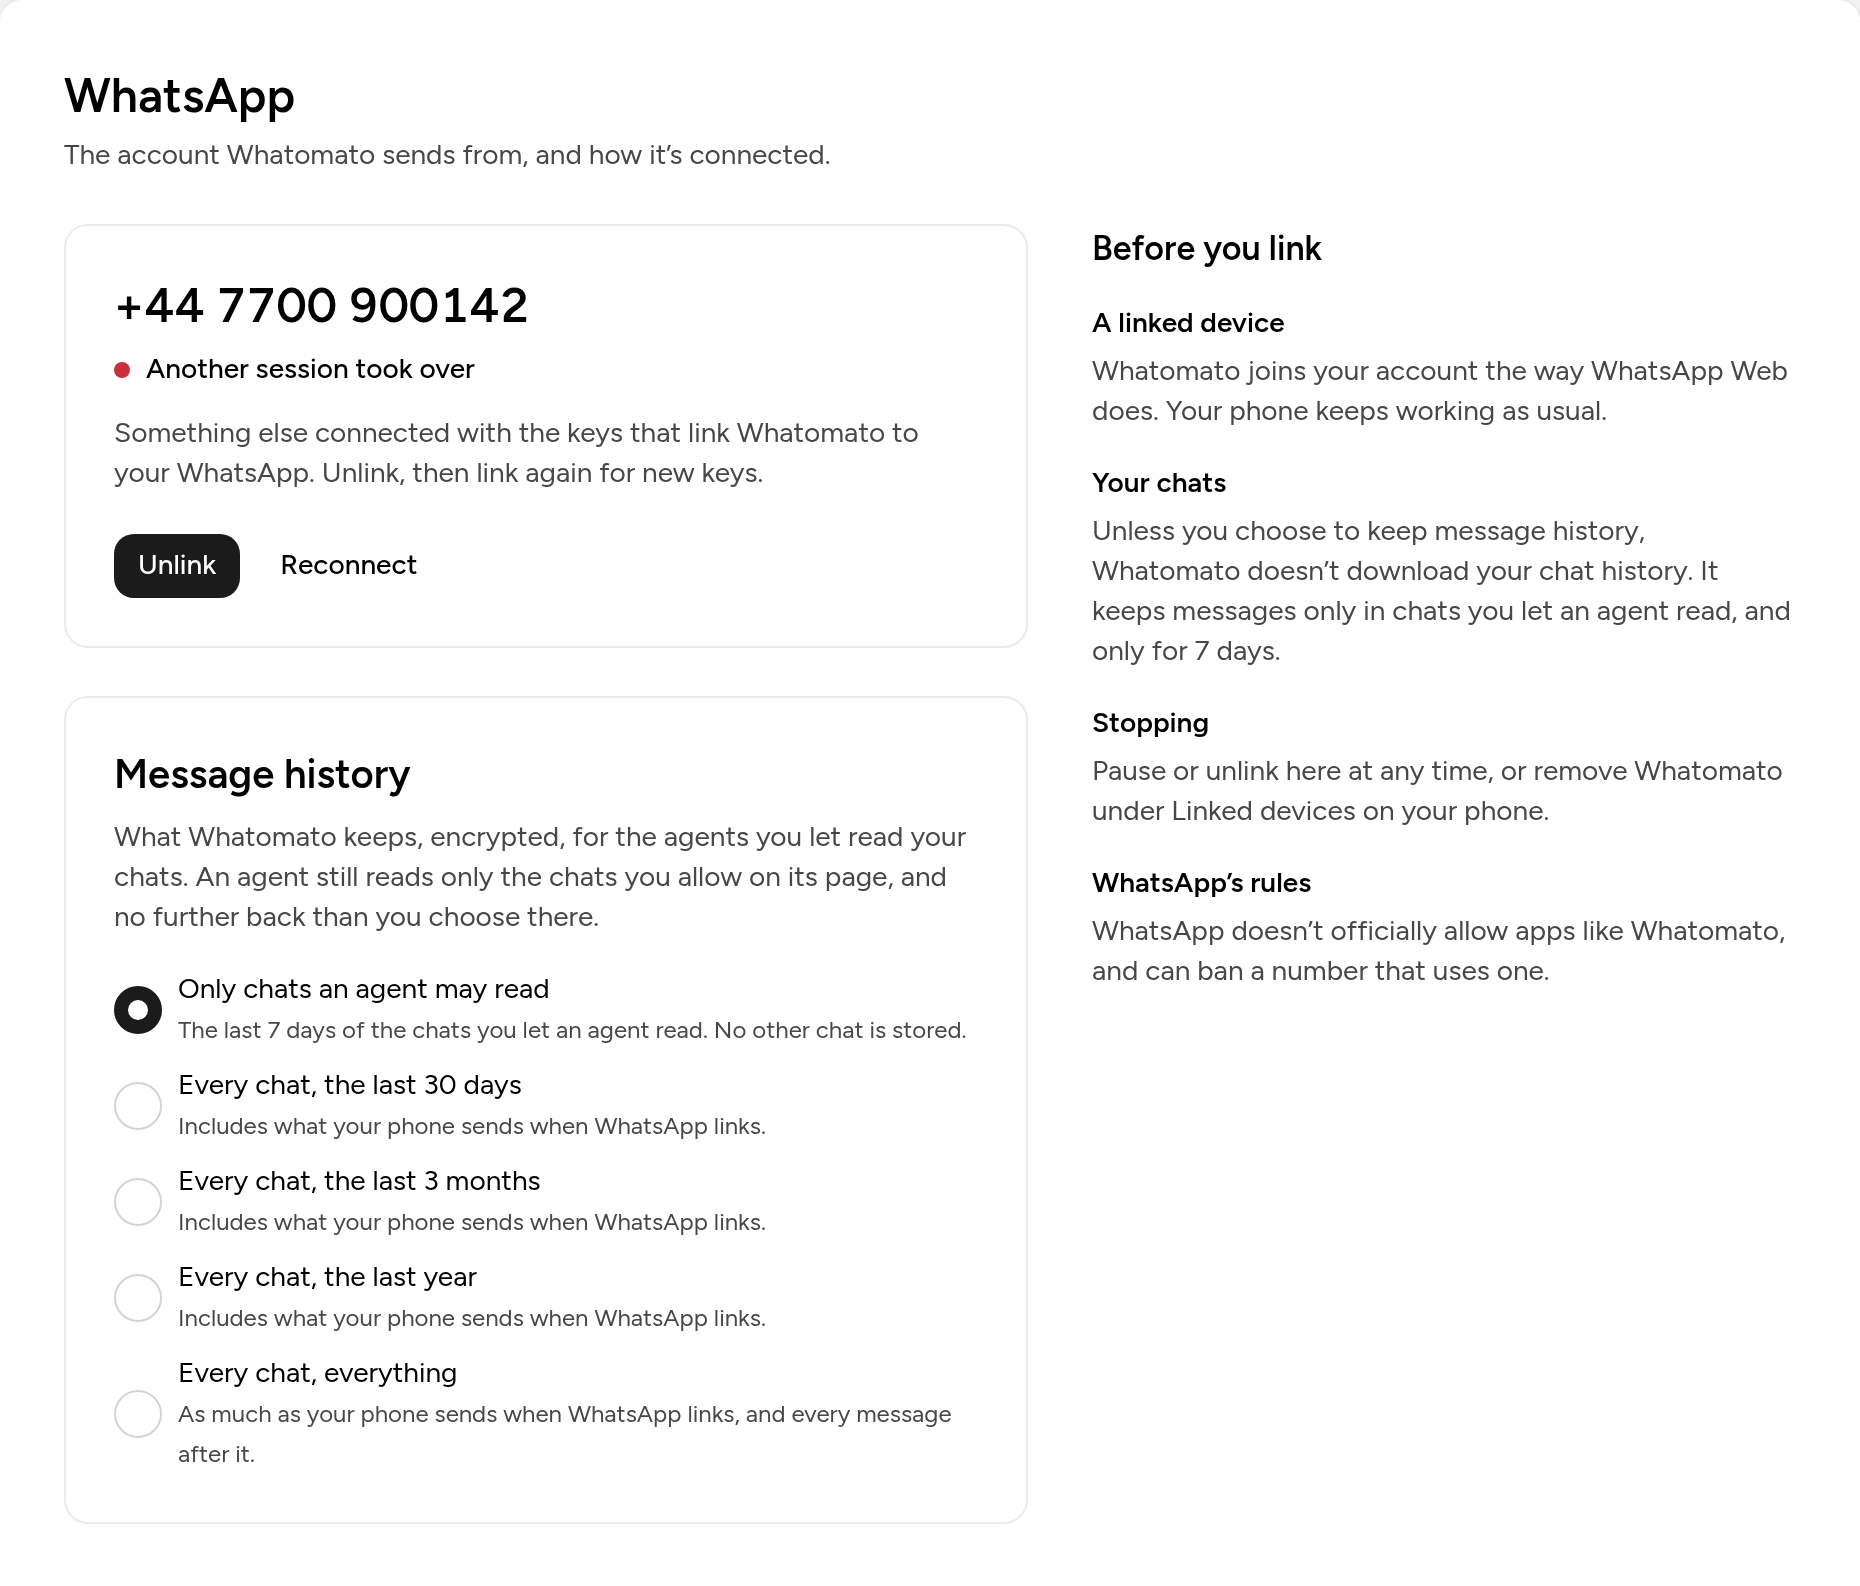 WhatsApp
The account Whatomato sends from, and how it’s connected.
+44 7700 900142
Another session took over
Something else connected with the keys that link Whatomato to
your WhatsApp. Unlink, then link again for new keys.
Unlink
Reconnect
Message history
What Whatomato keeps, encrypted, for the agents you let read your
chats. An agent still reads only the chats you allow on its page, and
no further back than you choose there.
Only chats an agent may read
The last 7 days of the chats you let an agent read. No other chat is stored.
Every chat, the last 30 days
Includes what your phone sends when WhatsApp links.
Every chat, the last 3 months
Includes what your phone sends when WhatsApp links.
Every chat, the last year
Includes what your phone sends when WhatsApp links.
Every chat, everything
As much as your phone sends when WhatsApp links, and every message
after it.
Before you link
A linked device
Whatomato joins your account the way WhatsApp Web
does. Your phone keeps working as usual.
Your chats
Unless you choose to keep message history,
Whatomato doesn’t download your chat history. It
keeps messages only in chats you let an agent read, and
only for 7 days.
Stopping
Pause or unlink here at any time, or remove Whatomato
under Linked devices on your phone.
WhatsApp’s rules
WhatsApp doesn’t officially allow apps like Whatomato,
and can ban a number that uses one.